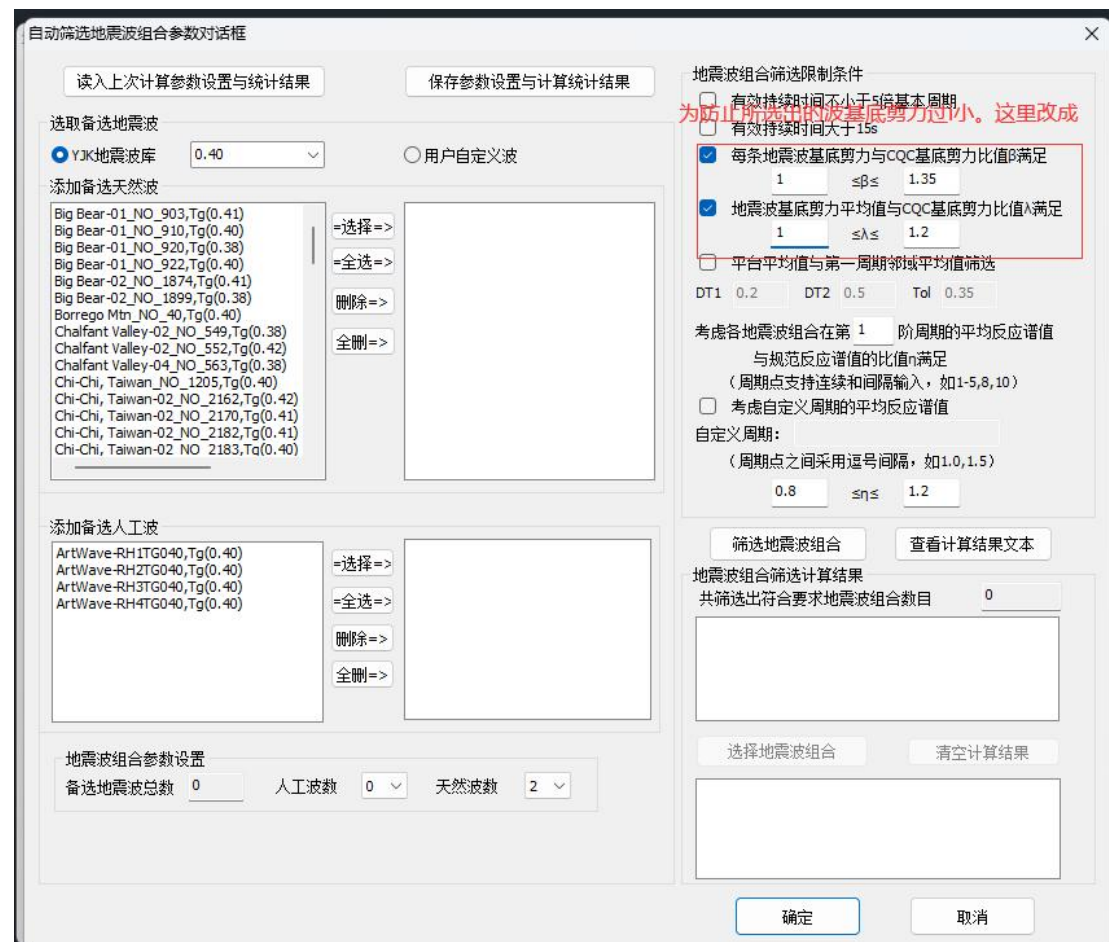 自动筛选地震波组合参数对话框
读入上次计算参数设置与统计结果
保存参数设置与计算统计结果
选取备选地震波
YJK地震波库
0.40
用户自定义波
添加备选天然波
Big Bear-01_NO_903,Tg(0.41)
Big Bear-01_NO_910,Tg(0.40)
Big Bear-01_NO_920,Tg(0.38)
Big Bear-01_NO_922,Tg(0.40)
Big Bear-02_NO_1874,Tg(0.41)
Big Bear-02_NO_1899,Tg(0.38)
Borrego Mtn_NO_40,Tg(0.40)
Chalfant Valley-02_NO_549,Tg(0.38)
Chalfant Valley-02_NO_552,Tg(0.42)
Chalfant Valley-04_NO_563,Tg(0.38)
Chi-Chi, Taiwan_NO_1205,Tg(0.40)
Chi-Chi, Taiwan-02_NO_2162,Tg(0.42)
Chi-Chi, Taiwan-02_NO_2170,Tg(0.41)
Chi-Chi, Taiwan-02_NO_2182,Tg(0.41)
Chi-Chi, Taiwan-02_NO_2183,Tg(0.40)
=选择=>
=全选=>
删除=>
全删=>
添加备选人工波
ArtWave-RH1TG040,Tg(0.40)
ArtWave-RH2TG040,Tg(0.40)
ArtWave-RH3TG040,Tg(0.40)
ArtWave-RH4TG040,Tg(0.40)
=选择=>
=全选=>
删除=>
全删=>
地震波组合参数设置
备选地震波总数 0 人工波数 0 天然波数 2
地震波组合筛选限制条件
有效持续时间不小于5倍基本周期
为防止所选出的波基底剪力过小。这里改成
有效持续时间大于15s
每条地震波基底剪力与CQC基底剪力比值β满足
1 ≤β≤ 1.35
地震波基底剪力平均值与CQC基底剪力比值λ满足
1 ≤λ≤ 1.2
平台平均值与第一周期邻域平均值筛选
DT1 0.2 DT2 0.5 Tol 0.35
考虑各地震波组合在第 1 阶周期的平均反应谱值
与规范反应谱值的比值η满足
(周期点支持连续和间隔输入，如1-5,8,10)
考虑自定义周期的平均反应谱值
自定义周期:
(周期点之间采用逗号间隔，如1.0,1.5)
0.8 ≤η≤ 1.2
筛选地震波组合
查看计算结果文本
地震波组合筛选计算结果
共筛选出符合要求地震波组合数目 0
选择地震波组合
清空计算结果
确定
取消